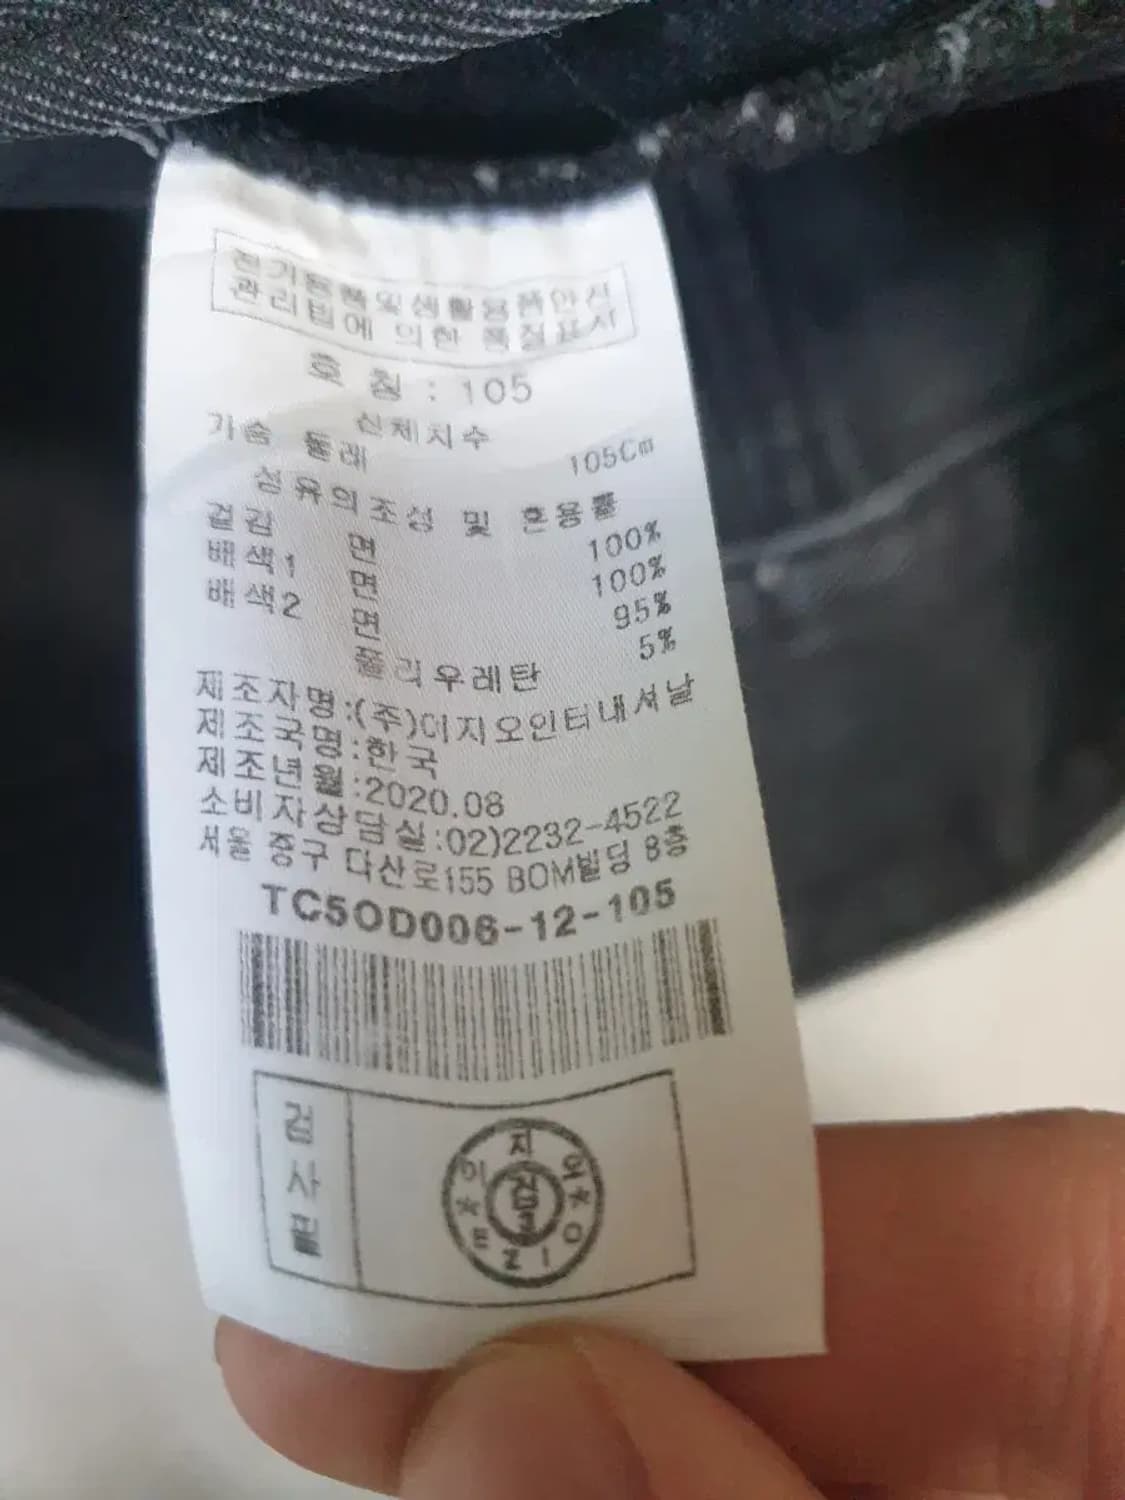 전기용품및생활용품안전
관리법에 의한 품질표시
호 칭 : 105
신체치수
가슴 둘레 105Cm
섬유의조성 및 혼용률
겉감 면 100%
배색1 면 100%
배색2 면 95%
폴리우레탄 5%
제조자명:(주)이지오인터내셔날
제조국명:한국
제조년월:2020.08
소비자상담실:02)2232-4522
서울 중구 다산로155 BOM빌딩 8층
TC5OD006-12-105
검사필
이지오
검
EZIO